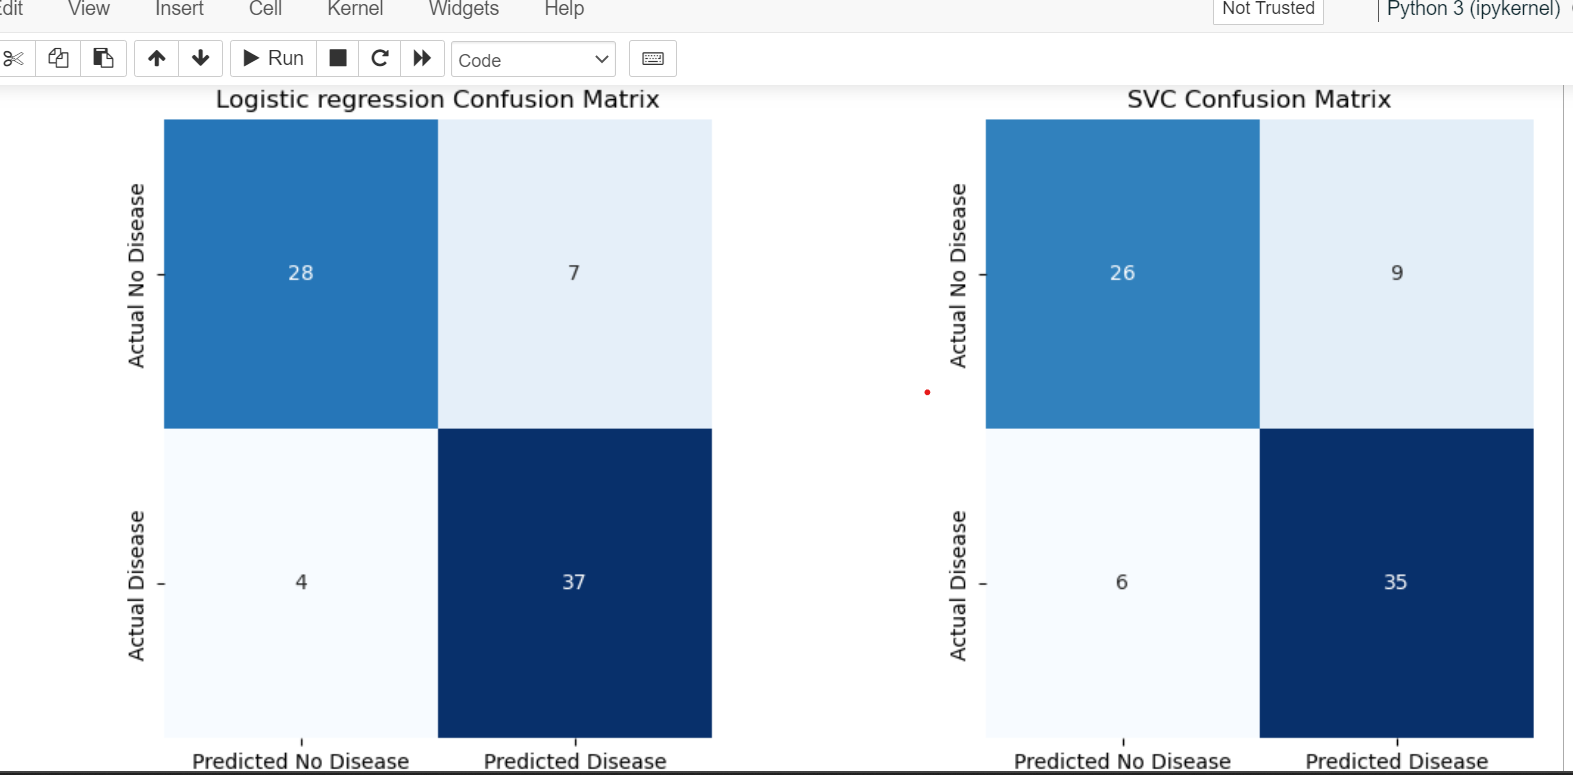 Edit View Insert Cell Kernel Widgets Help Not Trusted Python 3 (ipykernel)
Run Code
Logistic regression Confusion Matrix
Actual No Disease
28 7
Actual Disease
4 37
Predicted No Disease Predicted Disease
SVC Confusion Matrix
Actual No Disease
26 9
Actual Disease
6 35
Predicted No Disease Predicted Disease